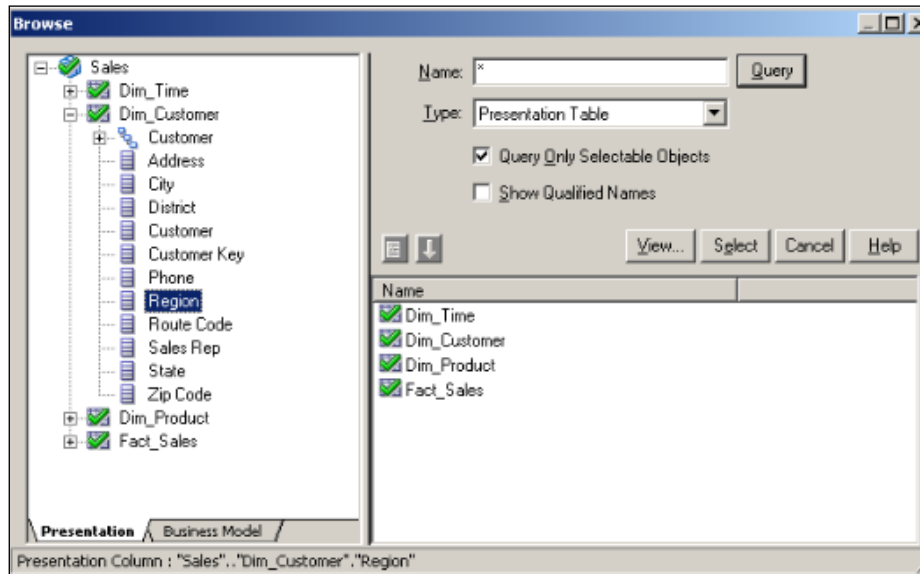 Browse
Sales
Dim_Time
Dim_Customer
Customer
Address
City
District
Customer
Customer Key
Phone
Region
Route Code
Sales Rep
State
Zip Code
Dim_Product
Fact_Sales
Presentation
Business Model
Name: *
Query
Type: Presentation Table
Query Only Selectable Objects
Show Qualified Names
View...
Select
Cancel
Help
Name
Dim_Time
Dim_Customer
Dim_Product
Fact_Sales
Presentation Column : "Sales".."Dim_Customer"."Region"